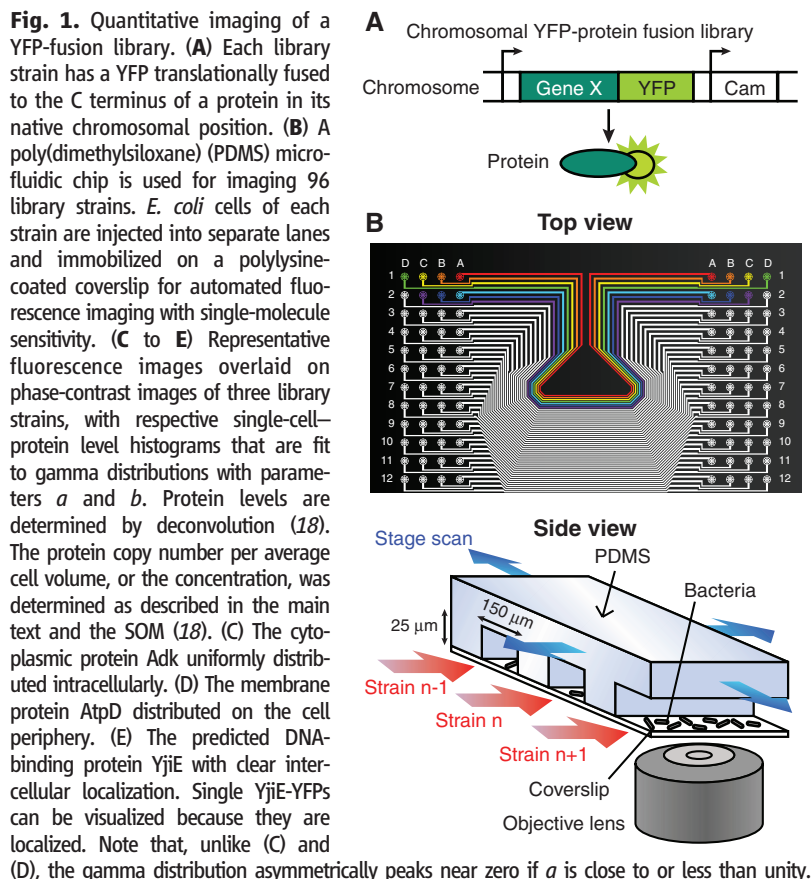 Fig. 1. Quantitative imaging of a
YFP-fusion library. (A) Each library
strain has a YFP translationally fused
to the C terminus of a protein in its
native chromosomal position. (B) A
poly(dimethylsiloxane) (PDMS) micro-
fluidic chip is used for imaging 96
library strains. E. coli cells of each
strain are injected into separate lanes
and immobilized on a polylysine-
coated coverslip for automated fluo-
rescence imaging with single-molecule
sensitivity. (C to E) Representative
fluorescence images overlaid on
phase-contrast images of three library
strains, with respective single-cell–
protein level histograms that are fit
to gamma distributions with parame-
ters a and b. Protein levels are
determined by deconvolution (18).
The protein copy number per average
cell volume, or the concentration, was
determined as described in the main
text and the SOM (18). (C) The cyto-
plasmic protein Adk uniformly distrib-
uted intracellularly. (D) The membrane
protein AtpD distributed on the cell
periphery. (E) The predicted DNA-
binding protein YjiE with clear inter-
cellular localization. Single YjiE-YFPs
can be visualized because they are
localized. Note that, unlike (C) and
(D), the gamma distribution asymmetrically peaks near zero if a is close to or less than unity.
A
Chromosomal YFP-protein fusion library
Chromosome
Gene X
YFP
Cam
Protein
B
Top view
D C B A
A B C D
1 1
2 2
3 3
4 4
5 5
6 6
7 7
8 8
9 9
10 10
11 11
12 12
Side view
Stage scan
PDMS
Bacteria
150 µm
25 µm
Strain n-1
Strain n
Strain n+1
Coverslip
Objective lens